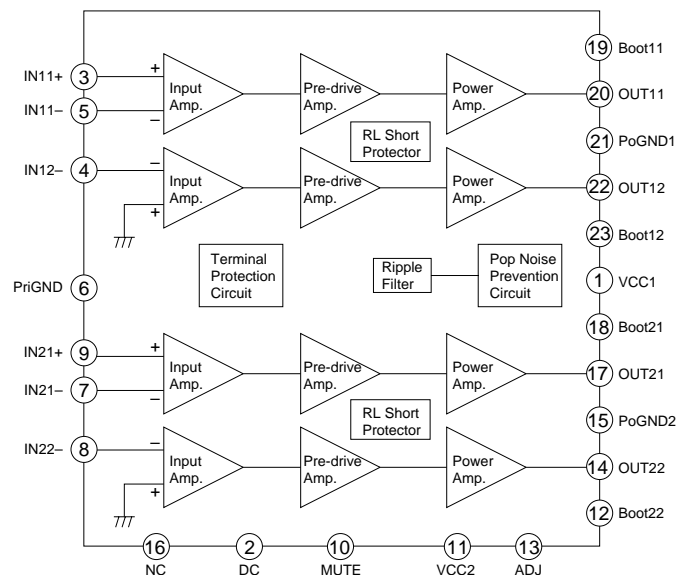 19 Boot11
IN11+ 3 + Input Amp. Pre-drive Amp. Power Amp. 20 OUT11
IN11– 5 –
RL Short Protector
21 PoGND1
IN12– 4 – Input Amp. + Pre-drive Amp. Power Amp. 22 OUT12
23 Boot12
Terminal Protection Circuit
Ripple Filter
Pop Noise Prevention Circuit
PriGND 6
1 VCC1
18 Boot21
IN21+ 9 + Input Amp. Pre-drive Amp. Power Amp. 17 OUT21
IN21– 7 –
RL Short Protector
15 PoGND2
IN22– 8 – Input Amp. + Pre-drive Amp. Power Amp. 14 OUT22
12 Boot22
16 2 10 11 13
NC DC MUTE VCC2 ADJ